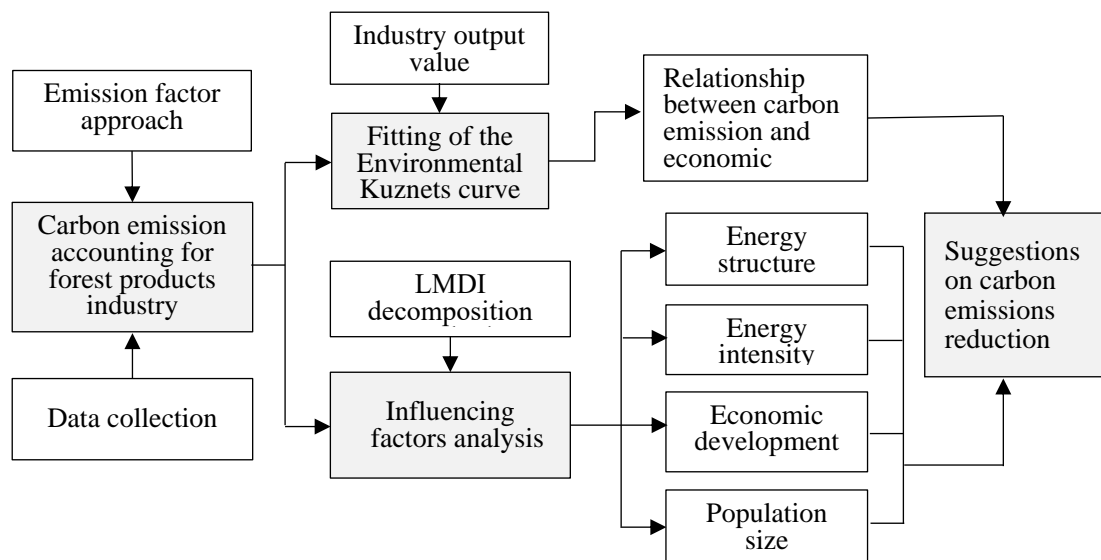 Emission factor
approach
Carbon emission
accounting for
forest products
industry
Data collection
Industry output
value
Fitting of the
Environmental
Kuznets curve
LMDI
decomposition
Influencing
factors analysis
Relationship
between carbon
emission and
economic
Energy
structure
Energy
intensity
Economic
development
Population
size
Suggestions
on carbon
emissions
reduction